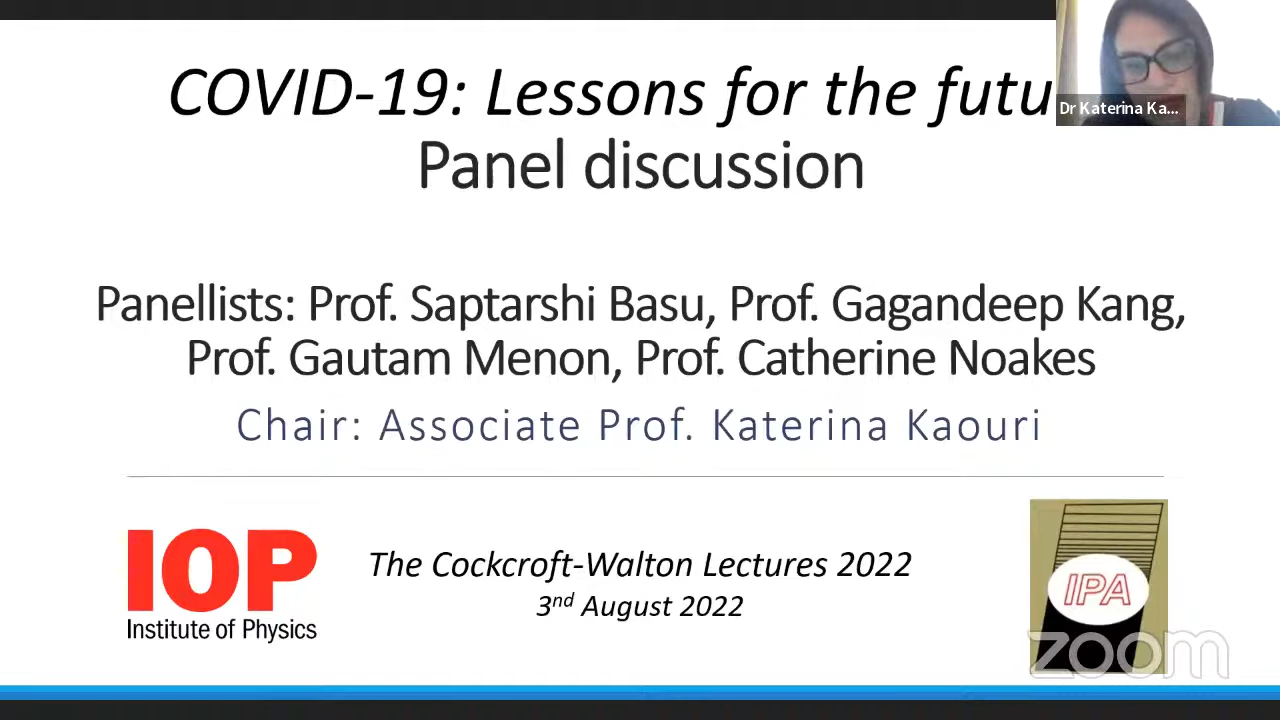 COVID-19: Lessons for the futu
Dr Katerina Ka...
Panel discussion
Panellists: Prof. Saptarshi Basu, Prof. Gagandeep Kang,
Prof. Gautam Menon, Prof. Catherine Noakes
Chair: Associate Prof. Katerina Kaouri
IOP
Institute of Physics
The Cockcroft-Walton Lectures 2022
3rd August 2022
IPA
zoom